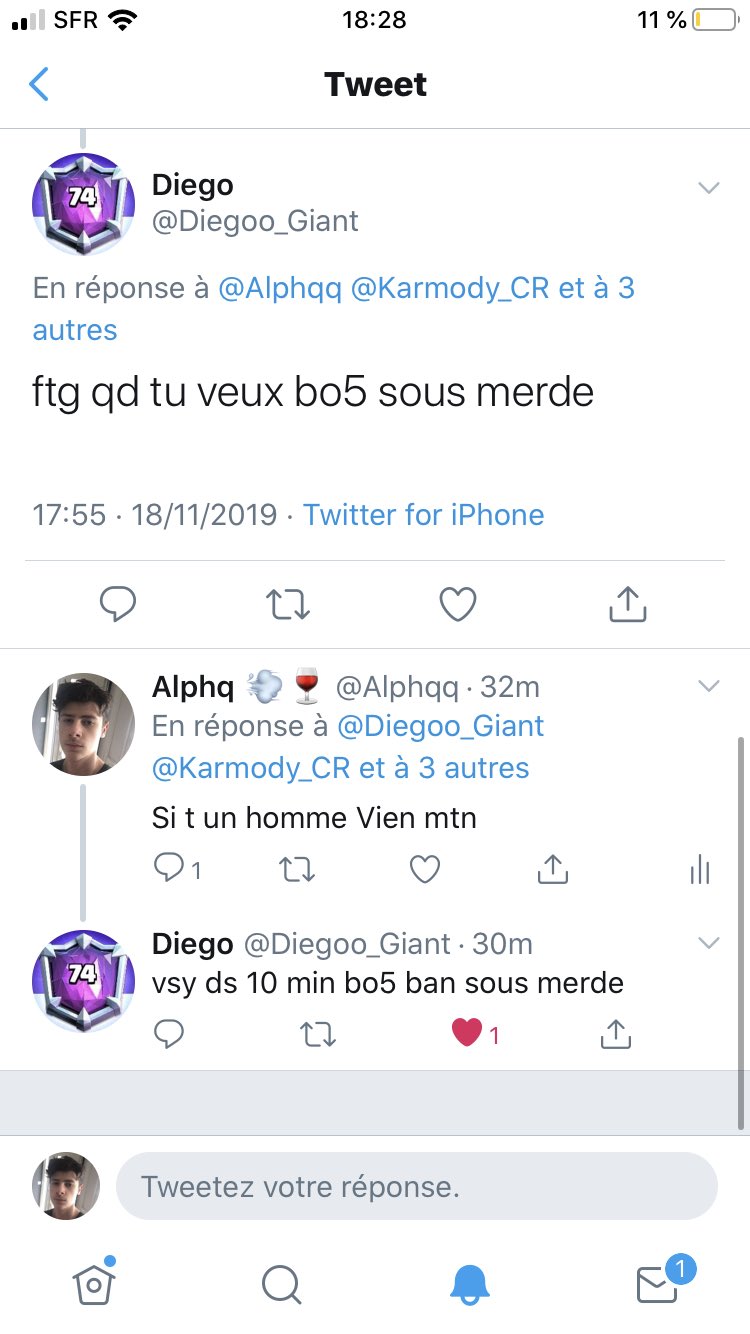 SFR 18:28 11 %
Tweet
74
Diego
@Diegoo_Giant
En réponse à @Alphqq @Karmody_CR et à 3
autres
ftg qd tu veux bo5 sous merde
17:55 · 18/11/2019 · Twitter for iPhone
Alphq 💨🍷 @Alphqq · 32m
En réponse à @Diegoo_Giant
@Karmody_CR et à 3 autres
Si t un homme Vien mtn
1
Diego @Diegoo_Giant · 30m
74
vsy ds 10 min bo5 ban sous merde
1
Tweetez votre réponse.
1